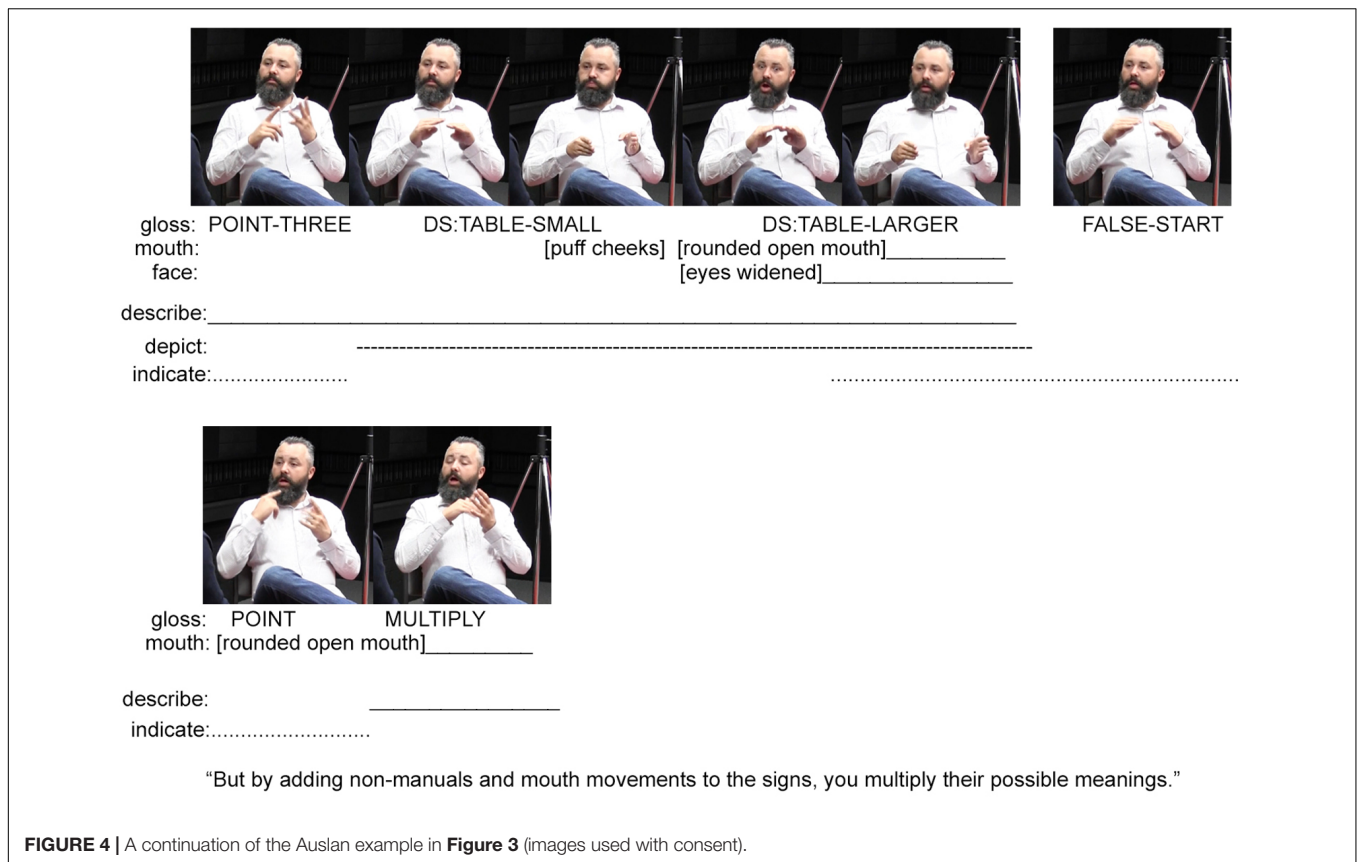 gloss: POINT-THREE DS:TABLE-SMALL DS:TABLE-LARGER FALSE-START
mouth: [puff cheeks] [rounded open mouth]__________
face: [eyes widened]________________
describe:____________________________________________________________________
depict: ------------------------------------------------------------------------------------------------
indicate:....................... ....................................................................
gloss: POINT MULTIPLY
mouth: [rounded open mouth]_________
describe: ________________
indicate:...........................
“But by adding non-manuals and mouth movements to the signs, you multiply their possible meanings.”
FIGURE 4 | A continuation of the Auslan example in Figure 3 (images used with consent).